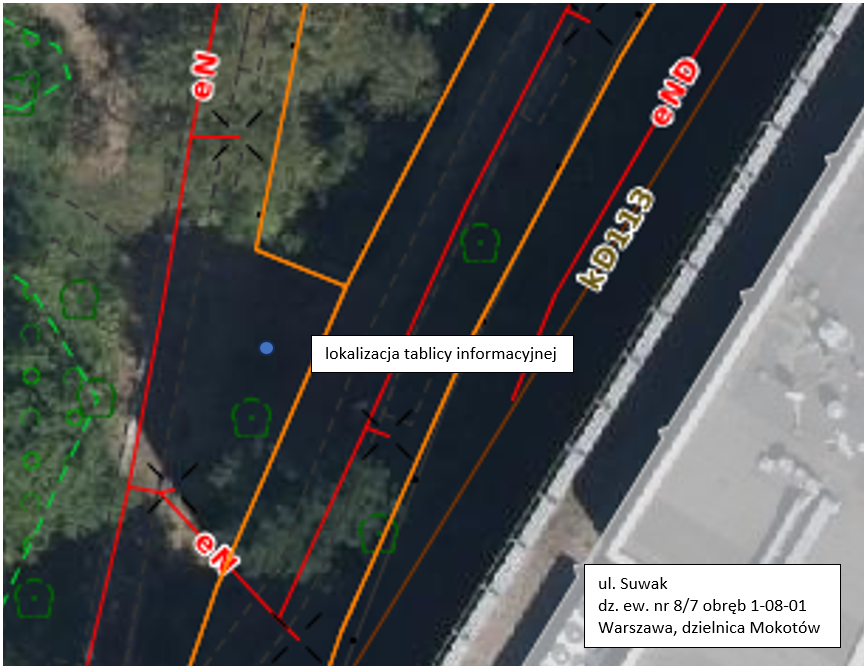 eN
eND
kD113
lokalizacja tablicy informacyjnej
eN
ul. Suwak
dz. ew. nr 8/7 obręb 1-08-01
Warszawa, dzielnica Mokotów